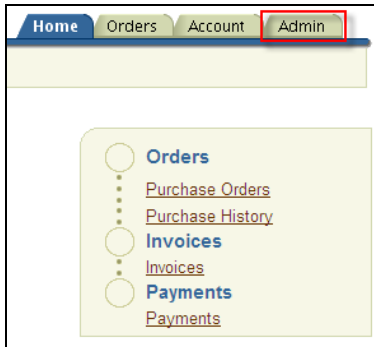 Home Orders Account Admin
Orders
Purchase Orders
Purchase History
Invoices
Invoices
Payments
Payments